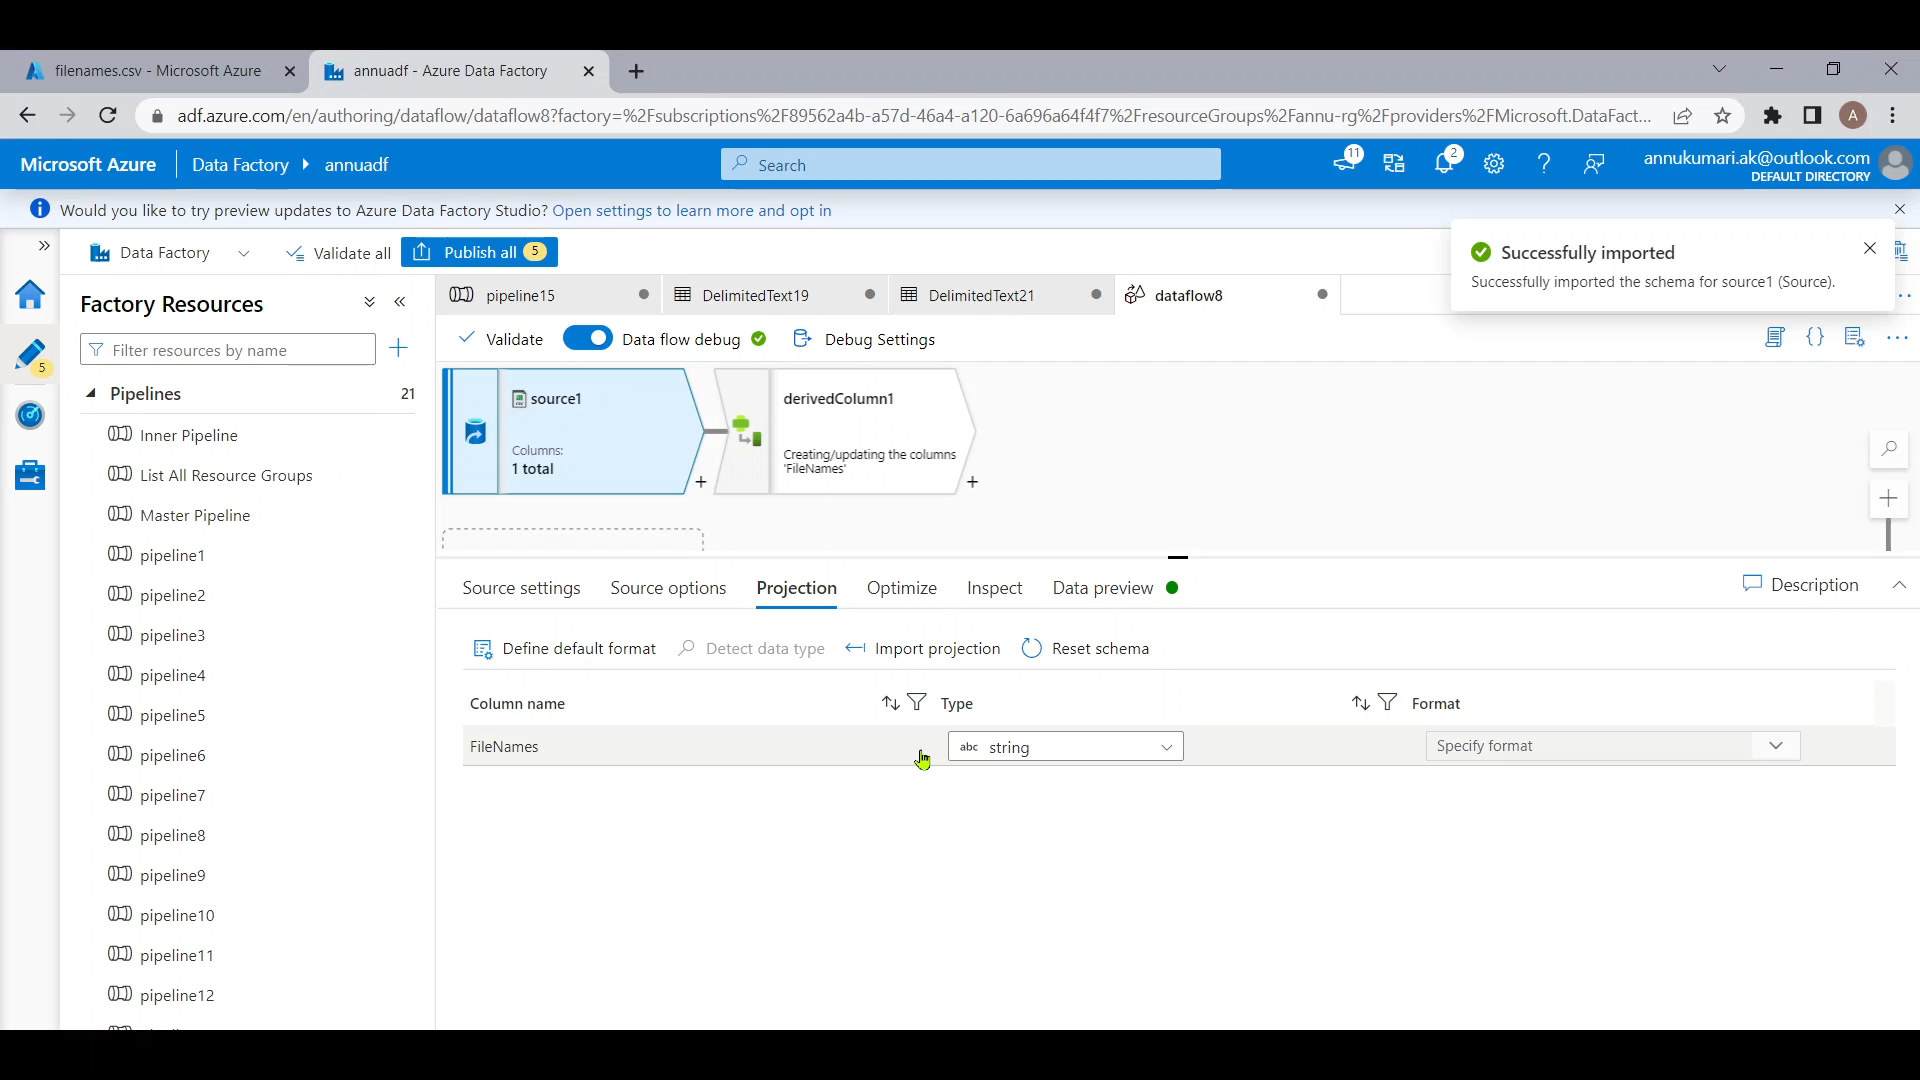 filenames.csv - Microsoft Azure
annuadf - Azure Data Factory
adf.azure.com/en/authoring/dataflow/dataflow8?factory=%2Fsubscriptions%2F89562a4b-a57d-46a4-a120-6a696a64f4f7%2FresourceGroups%2Fannu-rg%2Fproviders%2FMicrosoft.DataFact...
A
Microsoft Azure
Data Factory
annuadf
Search
11
2
annukumari.ak@outlook.com
DEFAULT DIRECTORY
Would you like to try preview updates to Azure Data Factory Studio? Open settings to learn more and opt in
Data Factory
Validate all
Publish all 5
Successfully imported
Successfully imported the schema for source1 (Source).
5
Factory Resources
Filter resources by name
Pipelines 21
Inner Pipeline
List All Resource Groups
Master Pipeline
pipeline1
pipeline2
pipeline3
pipeline4
pipeline5
pipeline6
pipeline7
pipeline8
pipeline9
pipeline10
pipeline11
pipeline12
pipeline15
DelimitedText19
DelimitedText21
dataflow8
Validate
Data flow debug
Debug Settings
source1
Columns:
1 total
derivedColumn1
Creating/updating the columns
'FileNames'
Source settings
Source options
Projection
Optimize
Inspect
Data preview
Description
Define default format
Detect data type
Import projection
Reset schema
Column name
Type
Format
FileNames
abc string
Specify format